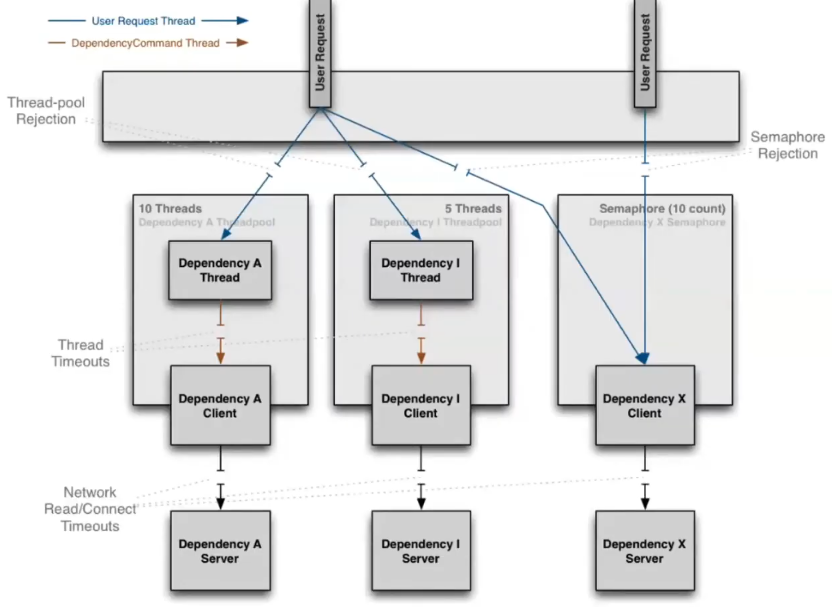 User Request Thread
DependencyCommand Thread
User Request
User Request
Thread-pool
Rejection
Semaphore
Rejection
10 Threads
Dependency A Threadpool
5 Threads
Dependency I Threadpool
Semaphore (10 count)
Dependency X Semaphore
Dependency A
Thread
Dependency I
Thread
Thread
Timeouts
Dependency A
Client
Dependency I
Client
Dependency X
Client
Network
Read/Connect
Timeouts
Dependency A
Server
Dependency I
Server
Dependency X
Server